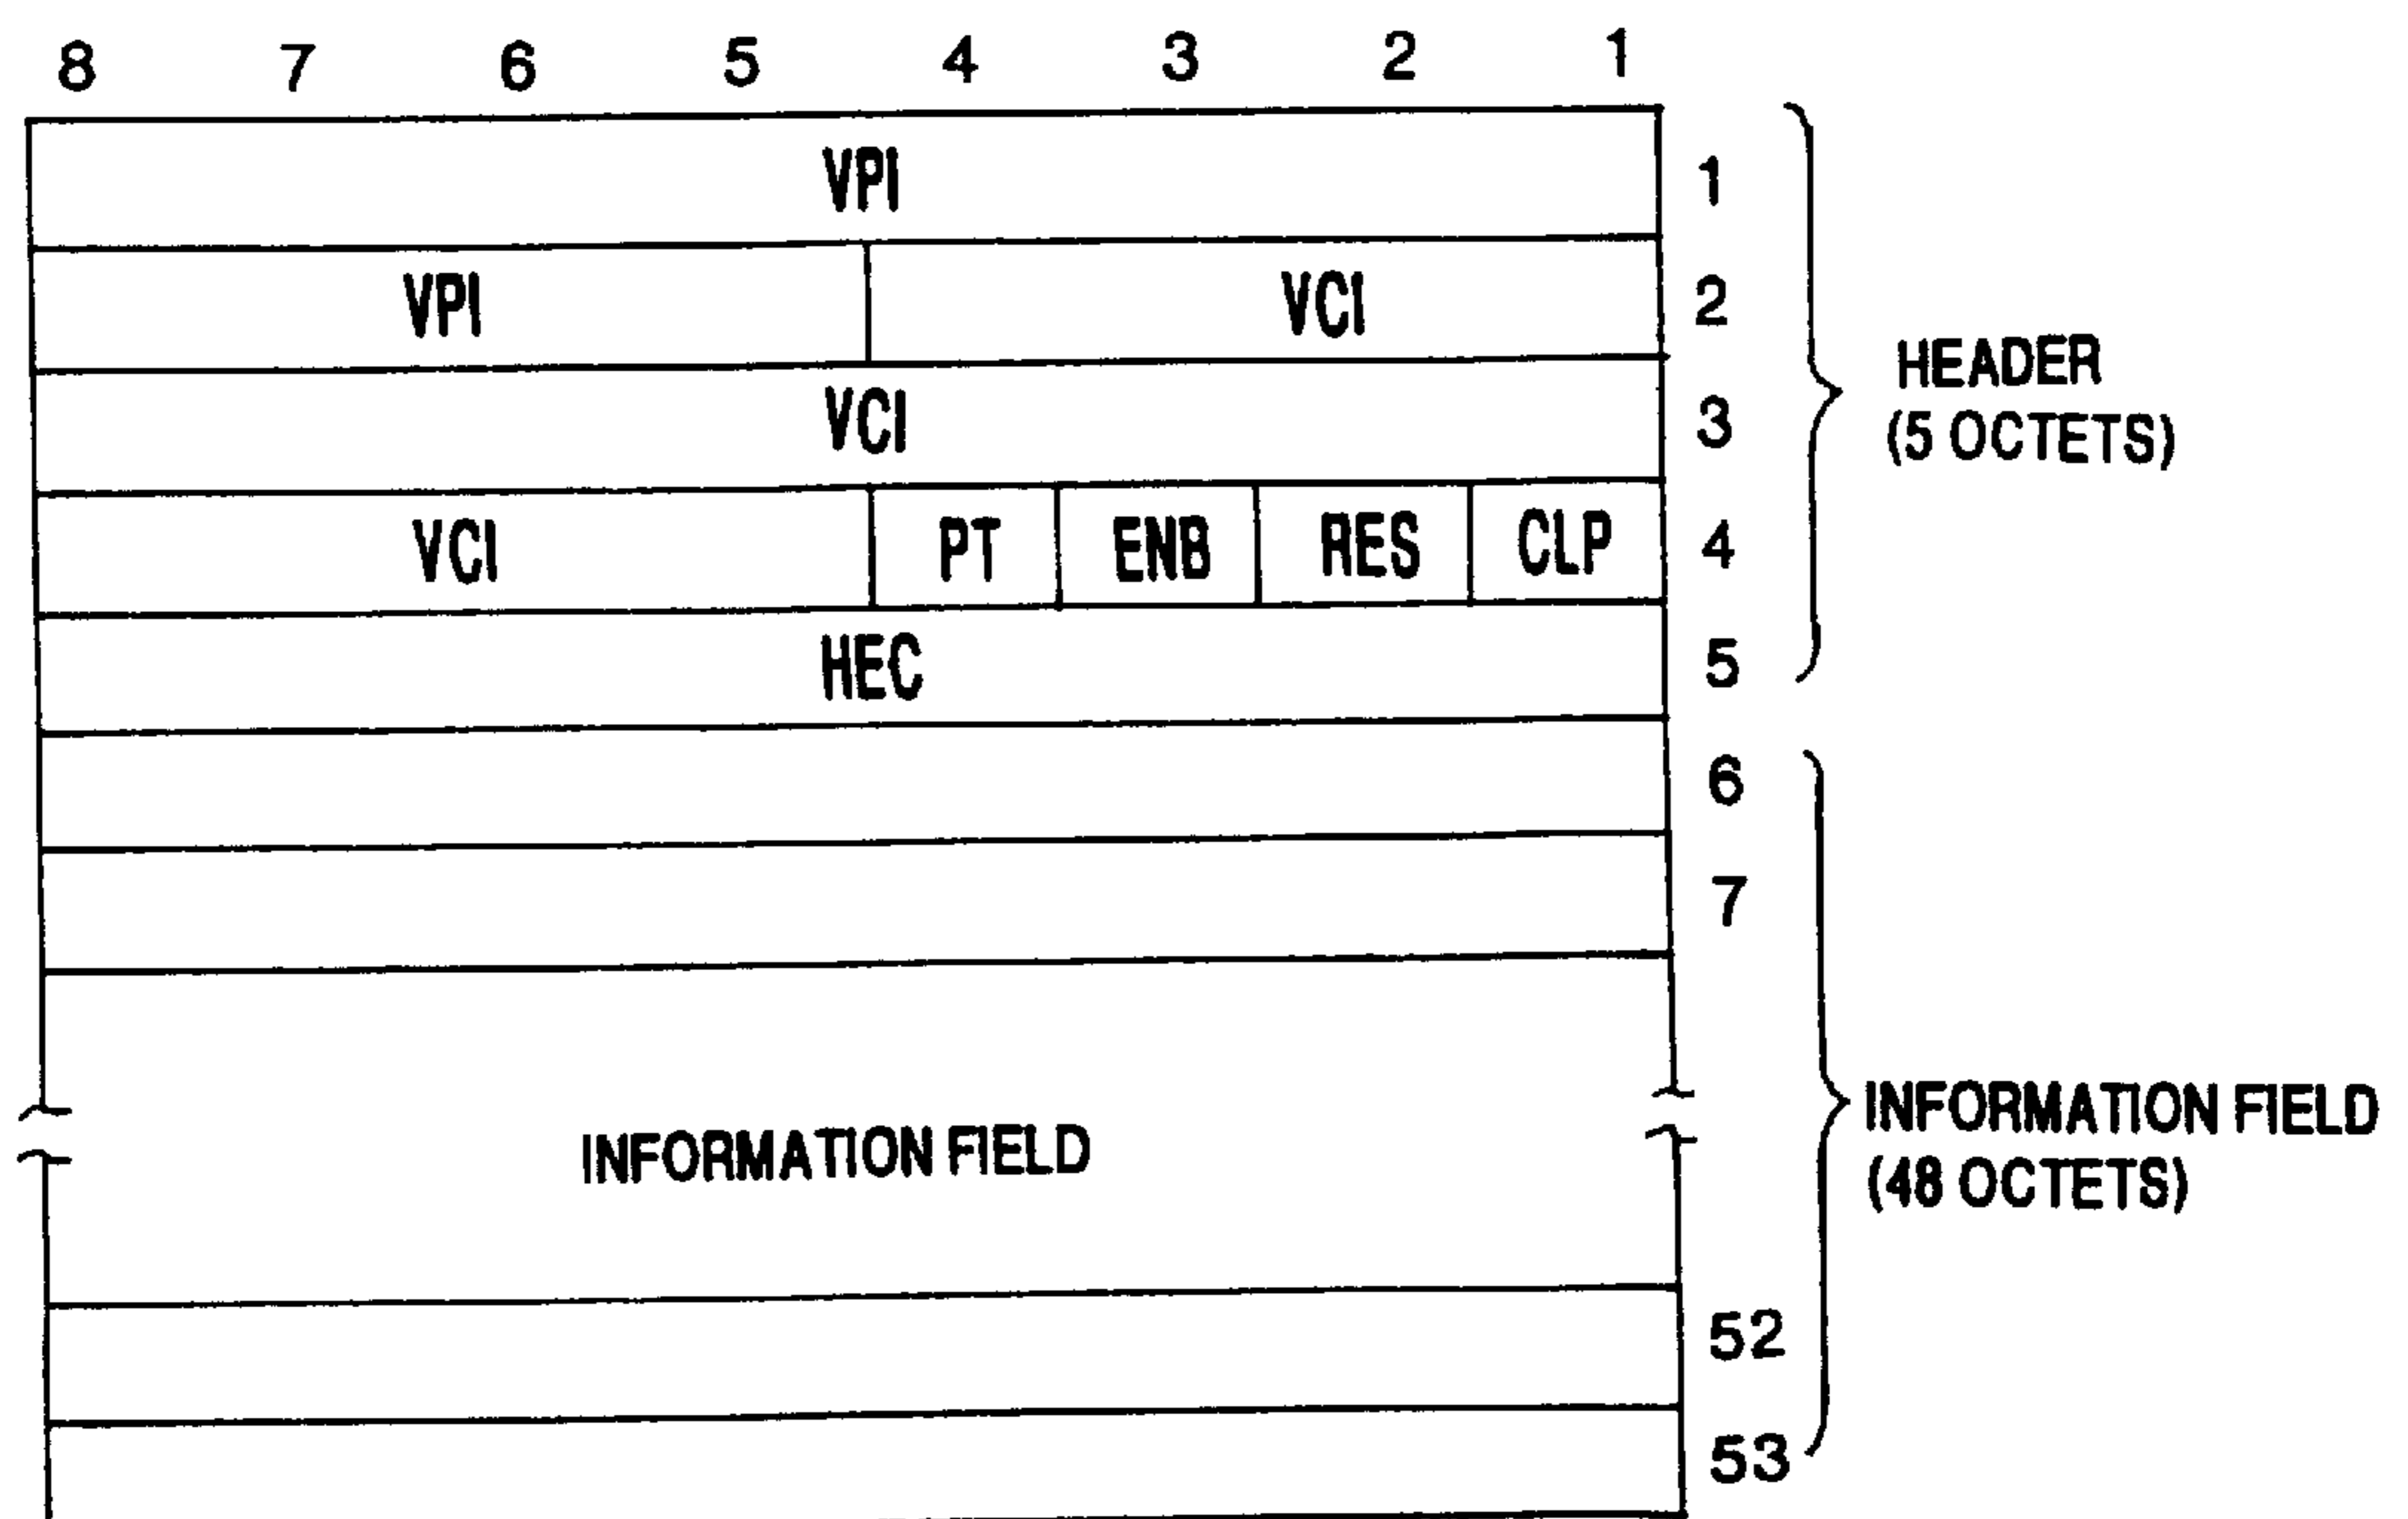 8 7 6 5 4 3 2 1
VPI 1
VPI VCI 2
HEADER
(5 OCTETS)
VCI 3
VCI PT ENB RES CLP 4
HEC 5
6
7
INFORMATION FIELD
INFORMATION FIELD
(48 OCTETS)
52
53